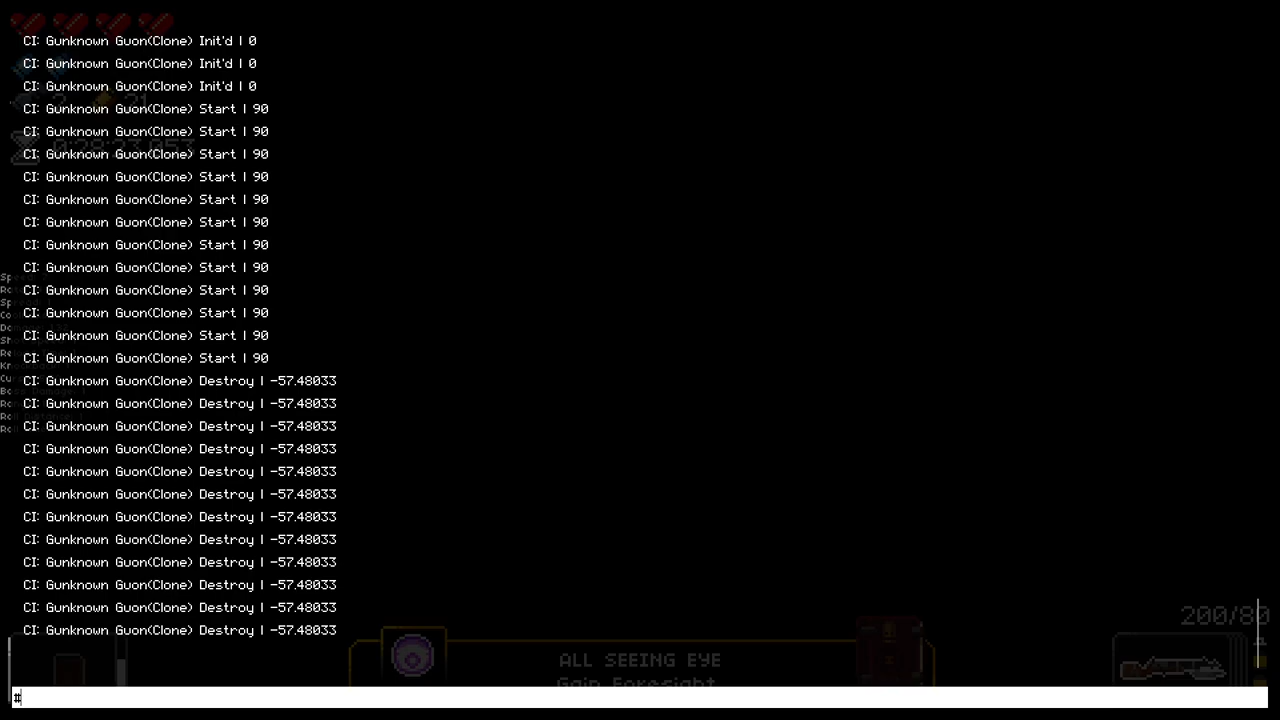 CI: Gunknown Guon(Clone) Init'd | 0
CI: Gunknown Guon(Clone) Init'd | 0
CI: Gunknown Guon(Clone) Init'd | 0
CI: Gunknown Guon(Clone) Start | 90
CI: Gunknown Guon(Clone) Start | 90
CI: Gunknown Guon(Clone) Start | 90
CI: Gunknown Guon(Clone) Start | 90
CI: Gunknown Guon(Clone) Start | 90
CI: Gunknown Guon(Clone) Start | 90
CI: Gunknown Guon(Clone) Start | 90
CI: Gunknown Guon(Clone) Start | 90
CI: Gunknown Guon(Clone) Start | 90
CI: Gunknown Guon(Clone) Start | 90
CI: Gunknown Guon(Clone) Start | 90
CI: Gunknown Guon(Clone) Start | 90
CI: Gunknown Guon(Clone) Destroy | -57.48033
CI: Gunknown Guon(Clone) Destroy | -57.48033
CI: Gunknown Guon(Clone) Destroy | -57.48033
CI: Gunknown Guon(Clone) Destroy | -57.48033
CI: Gunknown Guon(Clone) Destroy | -57.48033
CI: Gunknown Guon(Clone) Destroy | -57.48033
CI: Gunknown Guon(Clone) Destroy | -57.48033
CI: Gunknown Guon(Clone) Destroy | -57.48033
CI: Gunknown Guon(Clone) Destroy | -57.48033
CI: Gunknown Guon(Clone) Destroy | -57.48033
CI: Gunknown Guon(Clone) Destroy | -57.48033
CI: Gunknown Guon(Clone) Destroy | -57.48033
200/80
ALL SEEING EYE
Gain Foresight
#